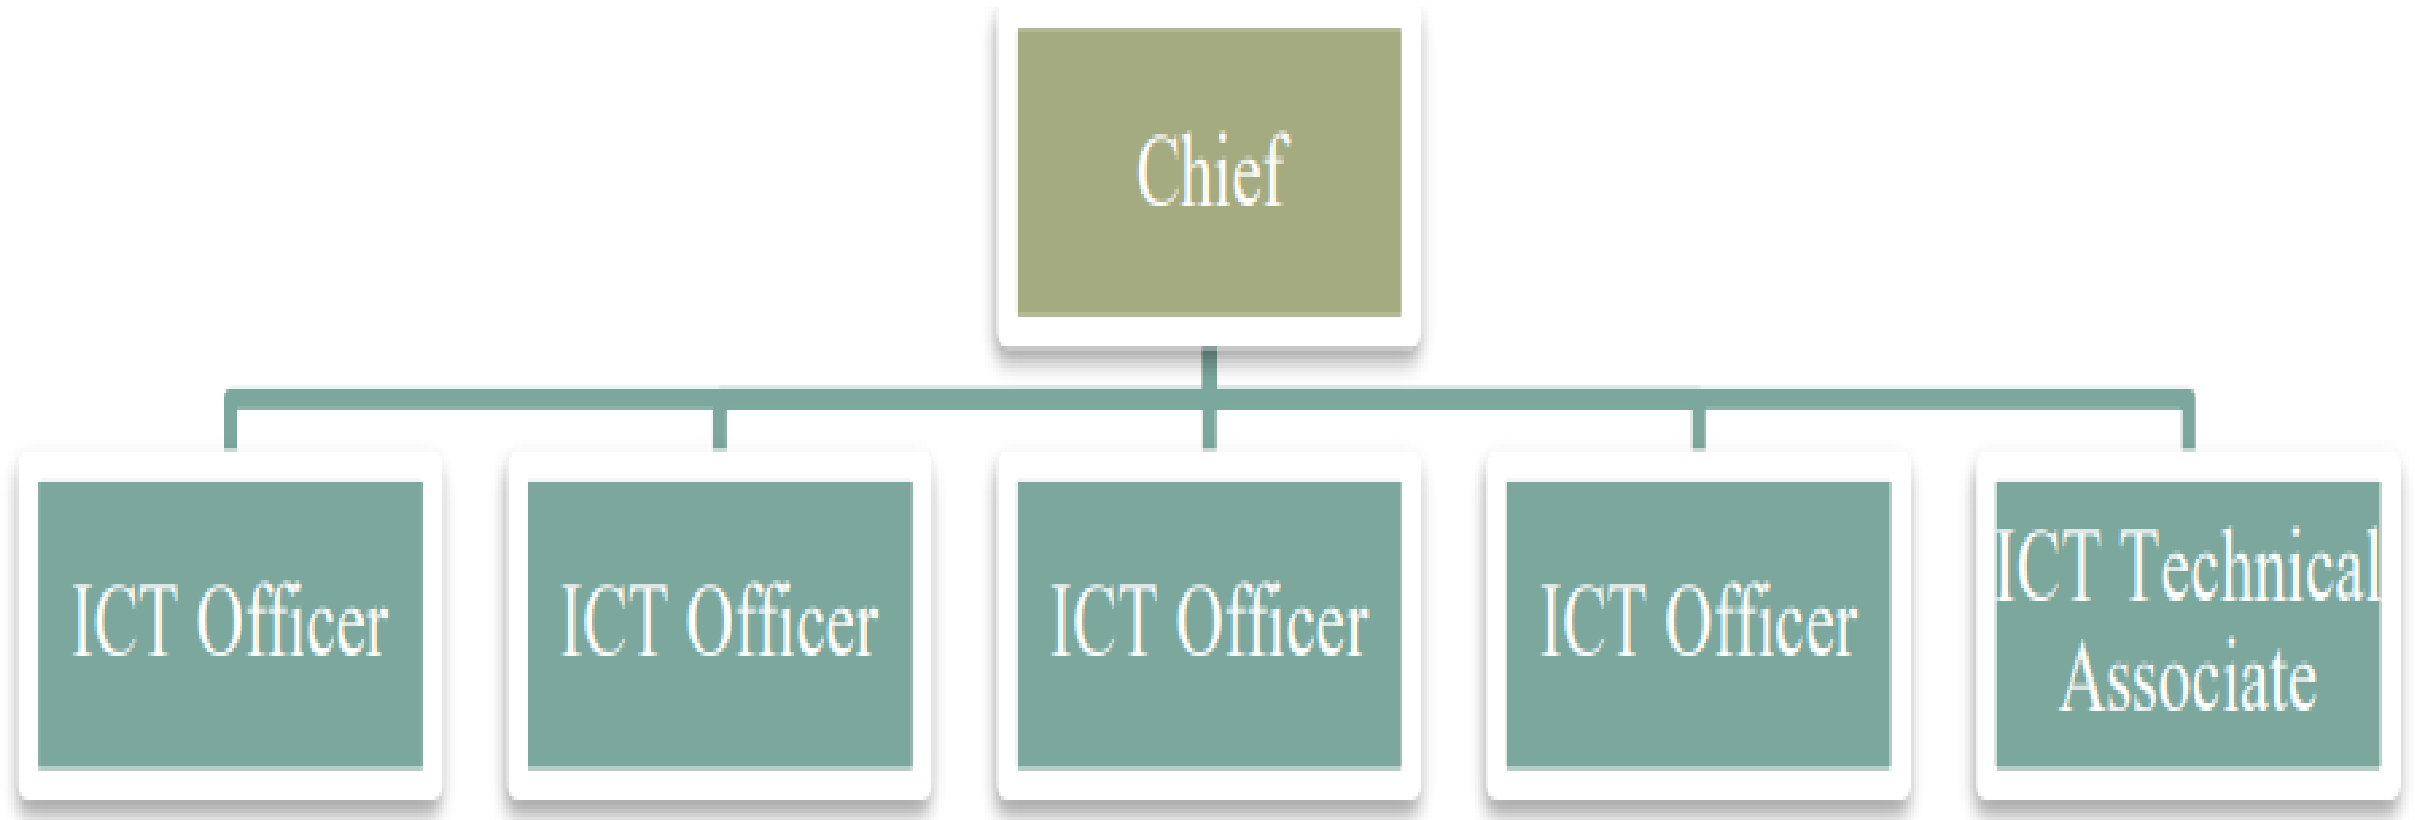 Chief
ICT Officer
ICT Officer
ICT Officer
ICT Officer
ICT Technical
Associate